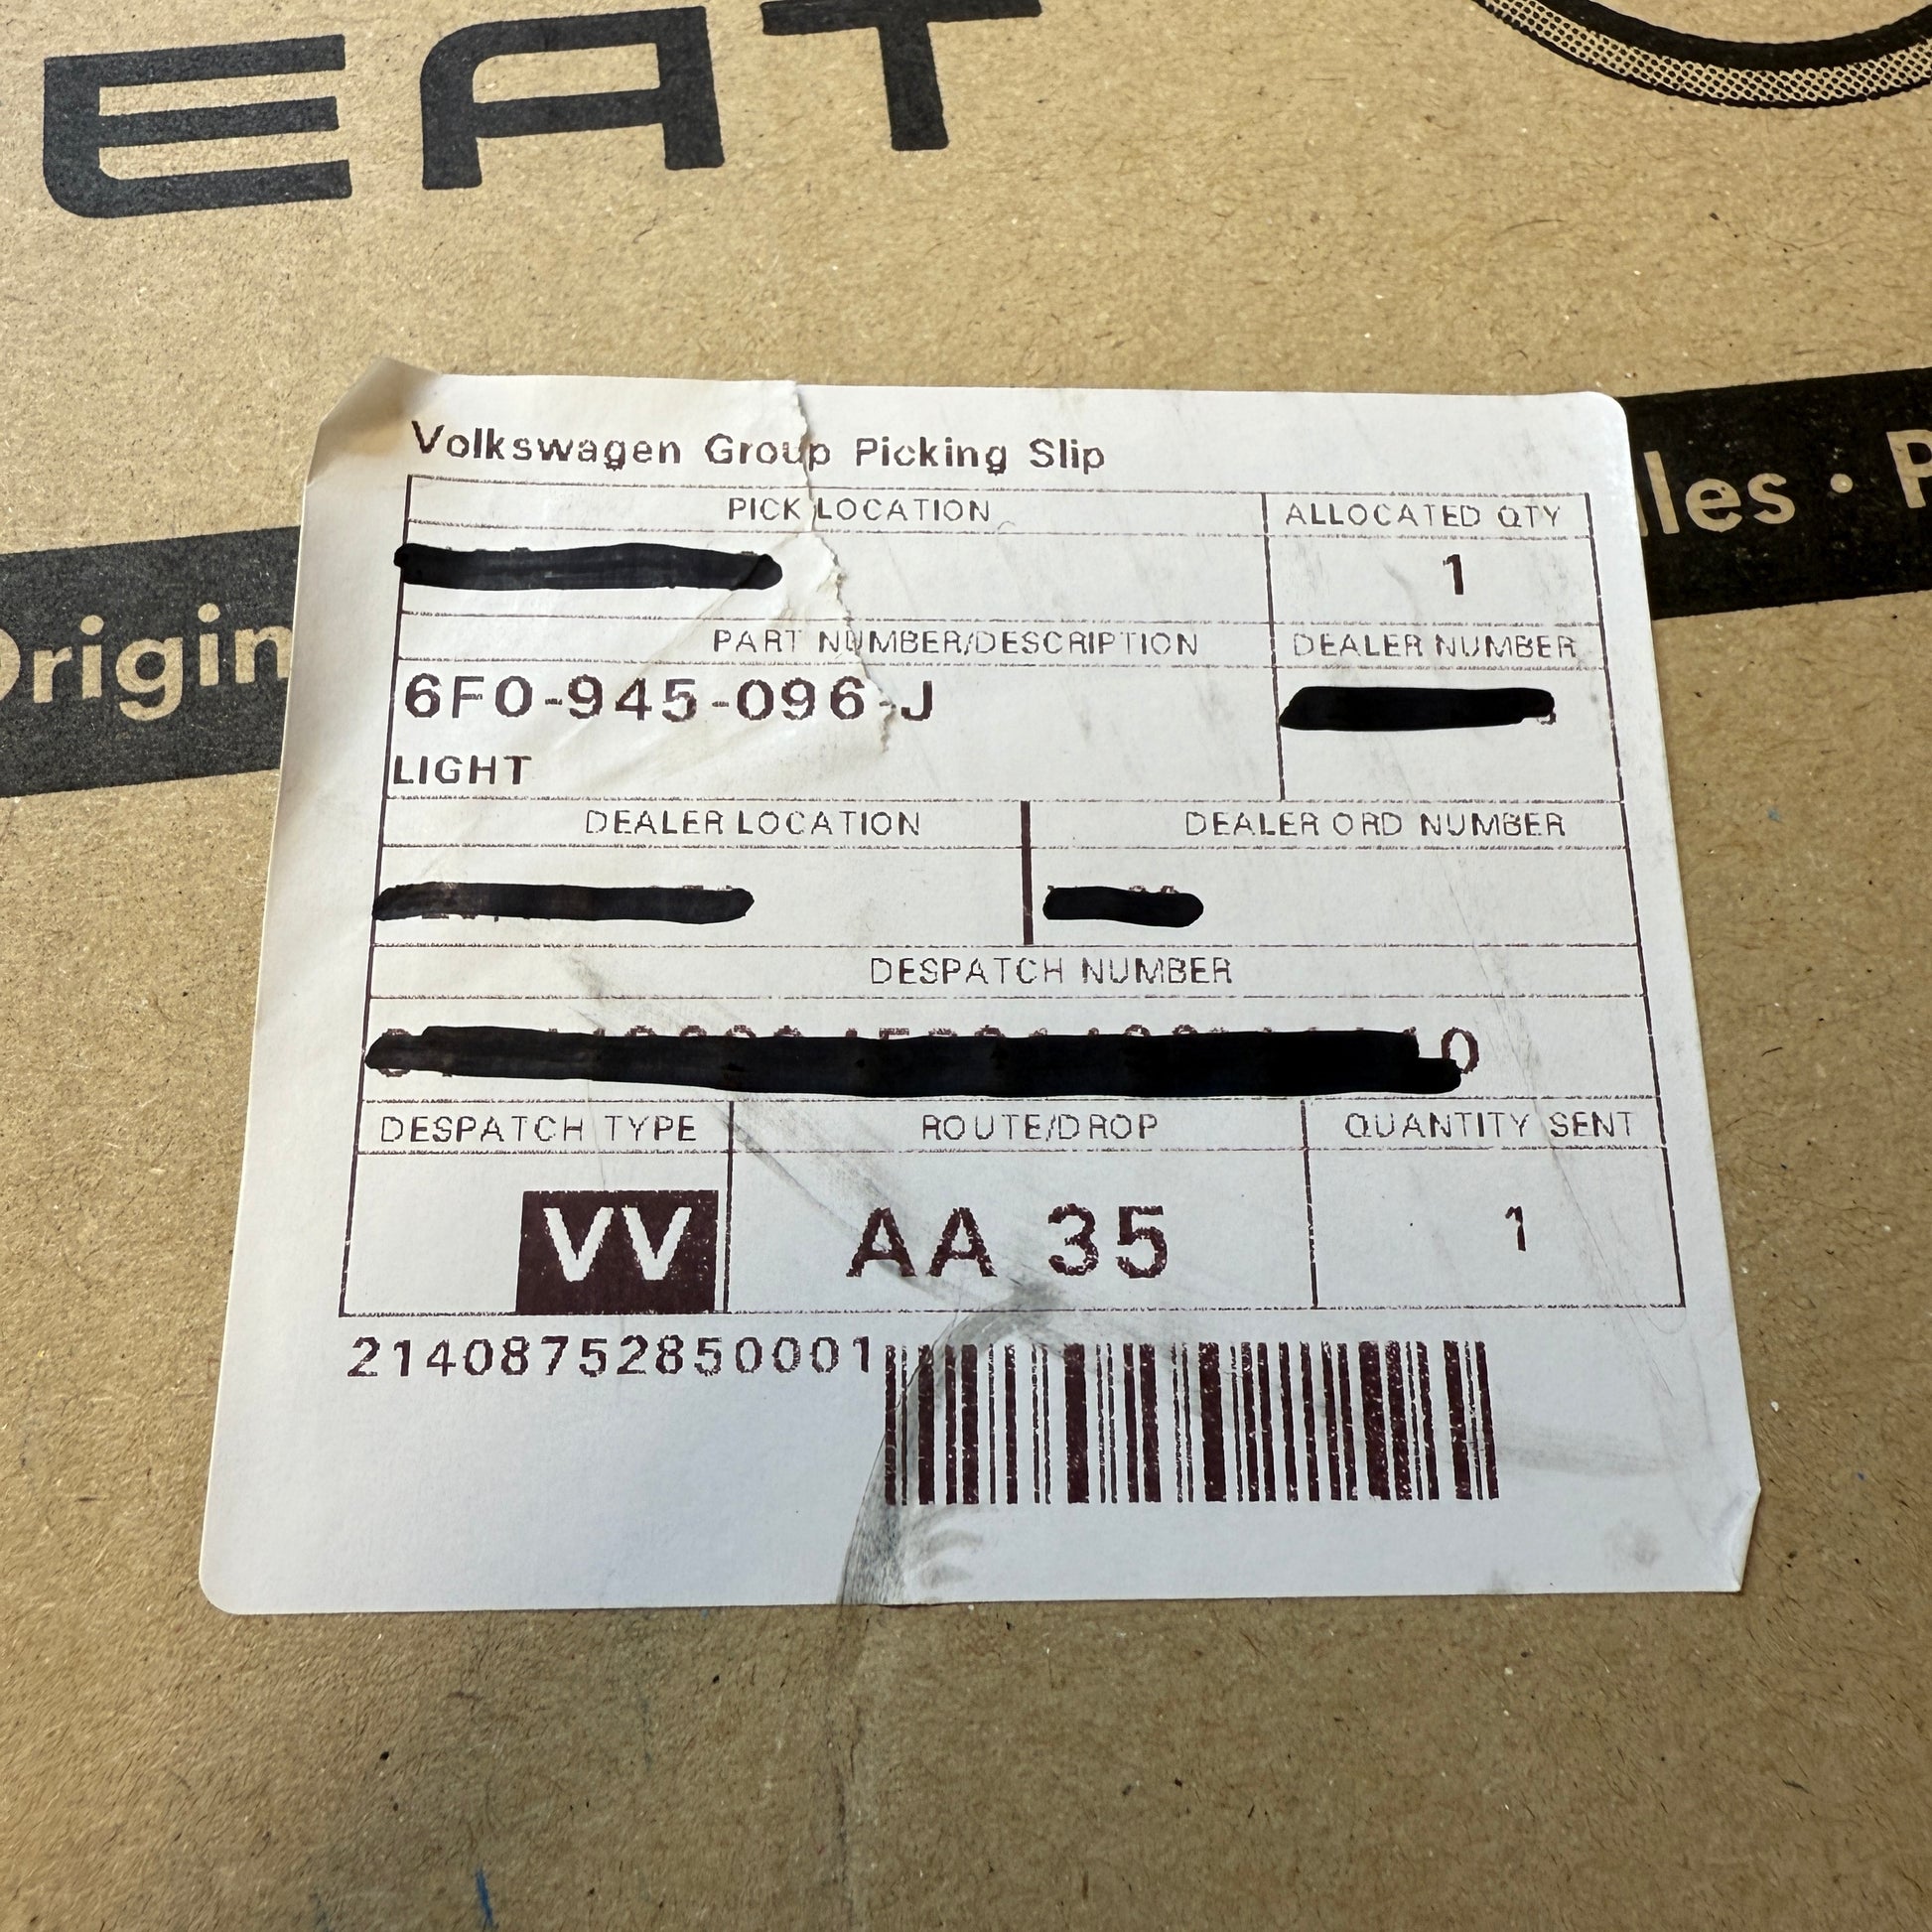 EAT
Origin
ales • P
Volkswagen Group Picking Slip
PICK LOCATION
ALLOCATED QTY
1
PART NUMBER/DESCRIPTION
DEALER NUMBER
6F0-945-096-J
LIGHT
DEALER LOCATION
DEALER ORD NUMBER
DESPATCH NUMBER
0
DESPATCH TYPE
ROUTE/DROP
QUANTITY SENT
VV
AA 35
1
21408752850001